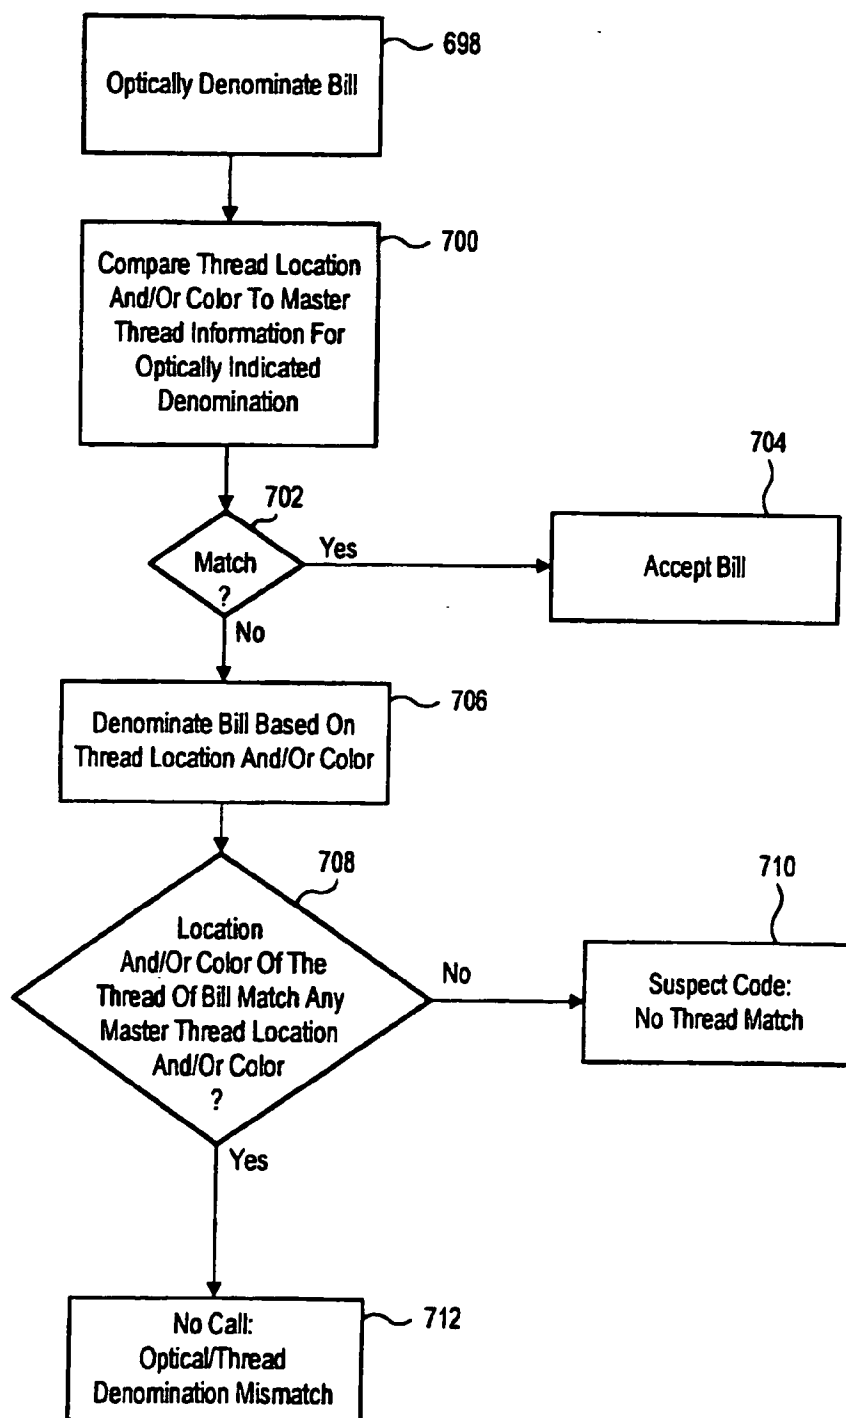 698
Optically Denominate Bill
700
Compare Thread Location
And/Or Color To Master
Thread Information For
Optically Indicated
Denomination
704
702
Match
?
Yes
Accept Bill
No
706
Denominate Bill Based On
Thread Location And/Or Color
708
710
Location
And/Or Color Of The
Thread Of Bill Match Any
Master Thread Location
And/Or Color
?
No
Suspect Code:
No Thread Match
Yes
712
No Call:
Optical/Thread
Denomination Mismatch